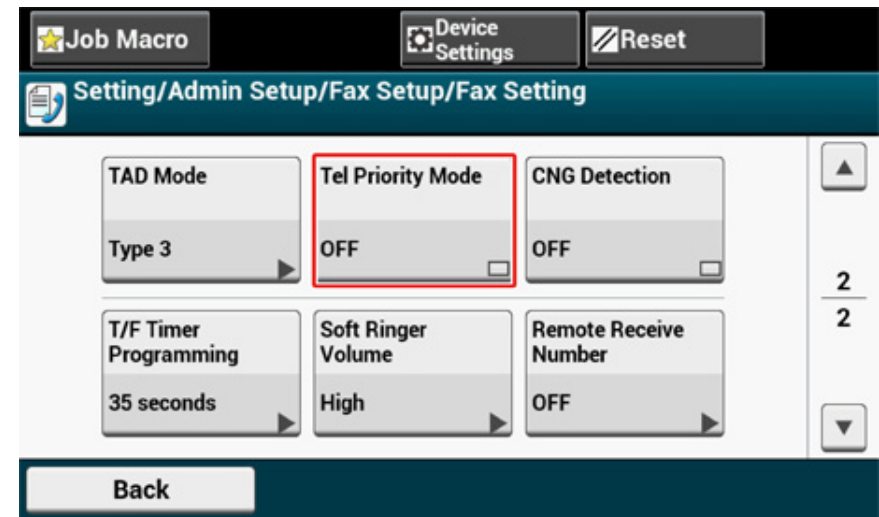 Job Macro
Device
Settings
Reset
Setting/Admin Setup/Fax Setup/Fax Setting
TAD Mode
Type 3
Tel Priority Mode
OFF
CNG Detection
OFF
2
2
T/F Timer
Programming
35 seconds
Soft Ringer
Volume
High
Remote Receive
Number
OFF
Back